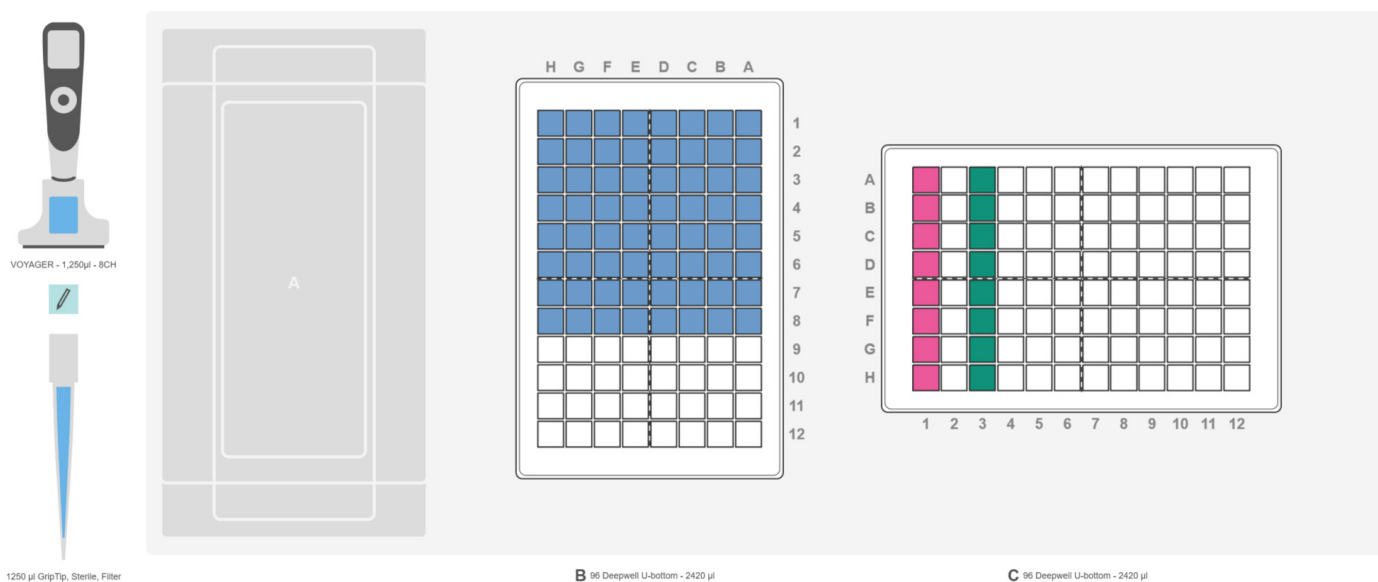 H G F E D C B A
1
2
3
4
5
6
7
8
9
10
11
12
A
B
C
D
E
F
G
H
1 2 3 4 5 6 7 8 9 10 11 12
VOYAGER - 1,250µl - 8CH
A
1250 µl GripTip, Sterile, Filter
B 96 Deepwell U-bottom - 2420 µl
C 96 Deepwell U-bottom - 2420 µl